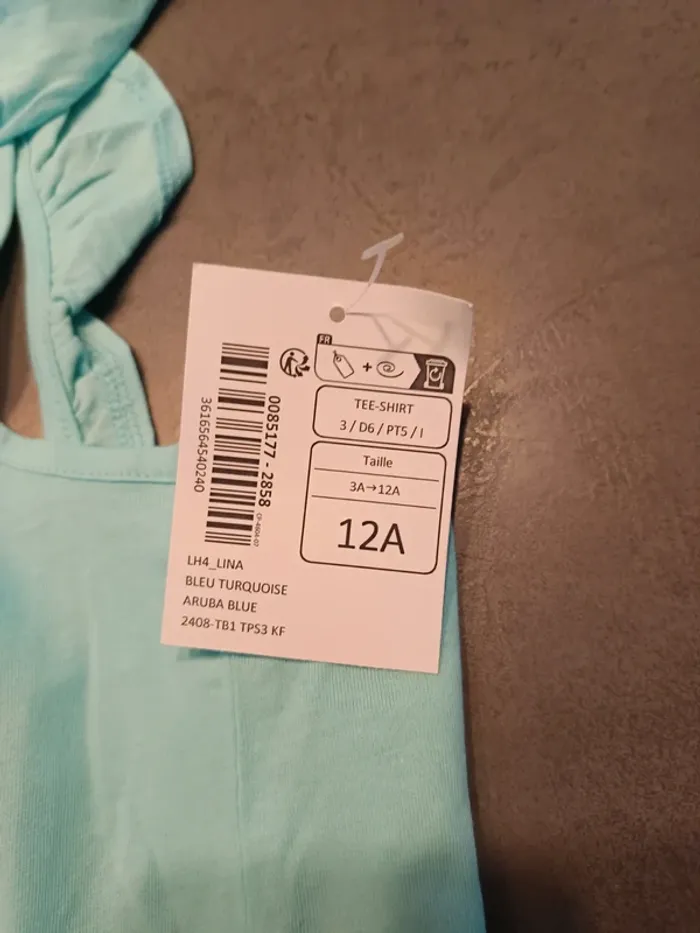 FR
+
TEE-SHIRT
3 / D6 / PT5 / I
Taille
3A→12A
12A
0085177 - 2858
3616564540240
LH4_LINA
BLEU TURQUOISE
ARUBA BLUE
2408-TB1 TPS3 KF